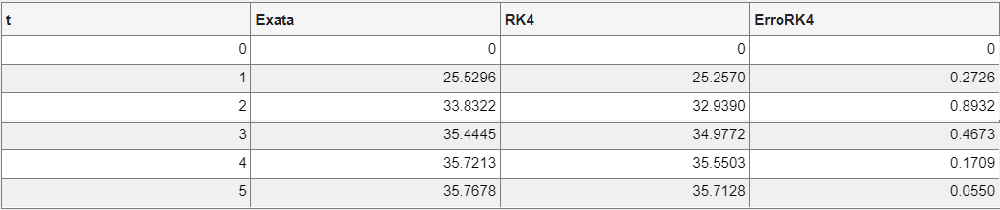 t Exata RK4 ErroRK4
0 0 0 0
1 25.5296 25.2570 0.2726
2 33.8322 32.9390 0.8932
3 35.4445 34.9772 0.4673
4 35.7213 35.5503 0.1709
5 35.7678 35.7128 0.0550